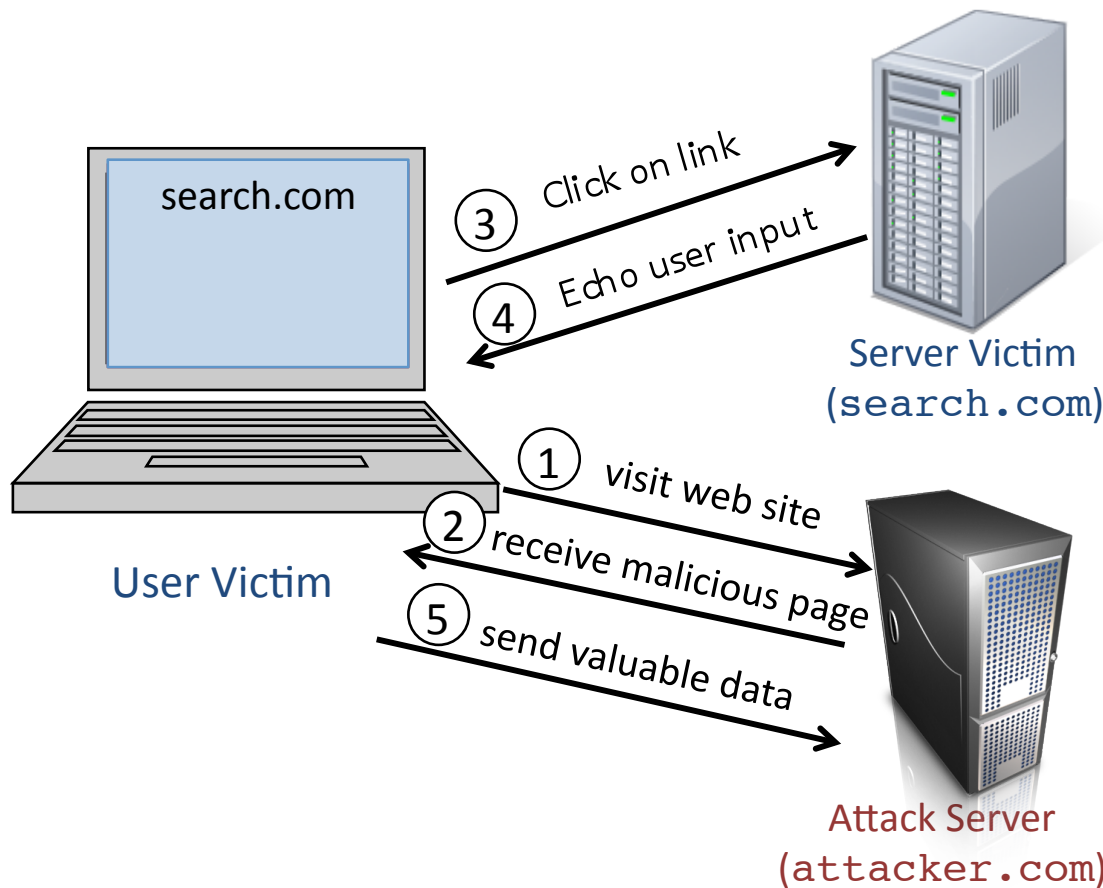 search.com
3 Click on link
4 Echo user input
Server Victim
(search.com)
1 visit web site
2 receive malicious page
User Victim
5 send valuable data
Attack Server
(attacker.com)